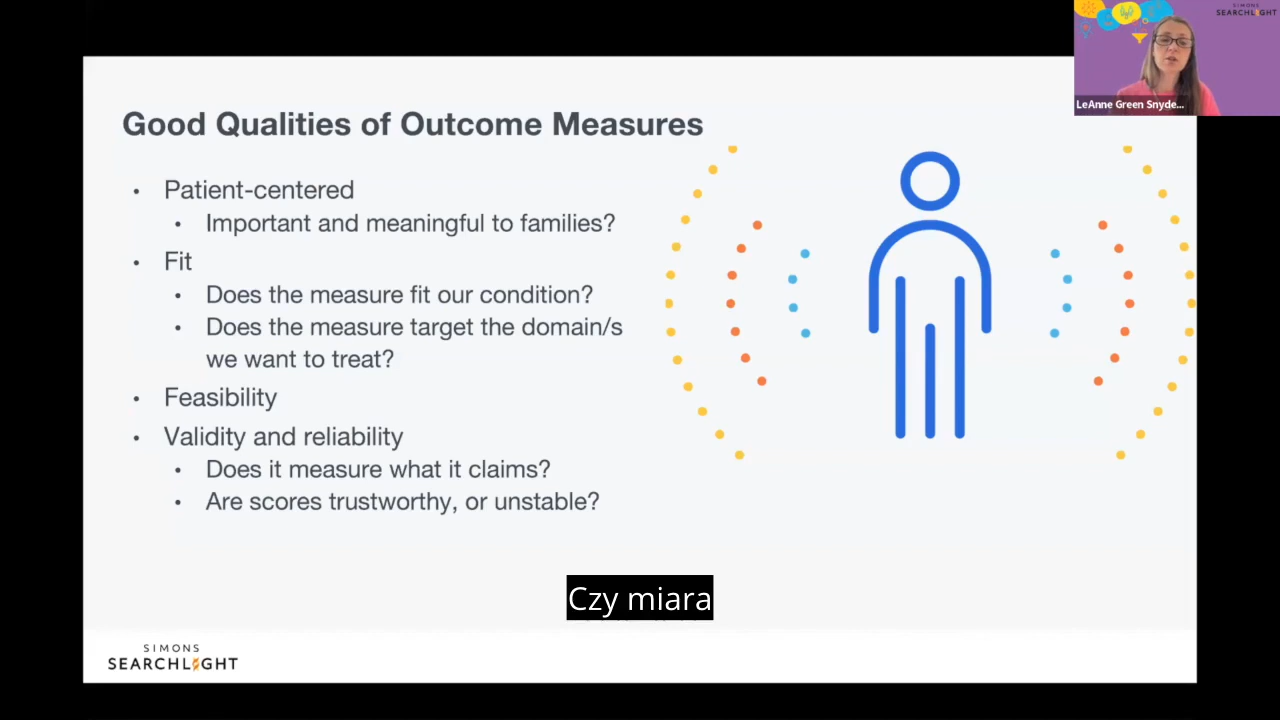 SIMONS
SEARCHLIGHT
LeAnne Green Snyde...
Good Qualities of Outcome Measures
• Patient-centered
• Important and meaningful to families?
• Fit
• Does the measure fit our condition?
• Does the measure target the domain/s
we want to treat?
• Feasibility
• Validity and reliability
• Does it measure what it claims?
• Are scores trustworthy, or unstable?
Czy miara
SIMONS
SEARCHLIGHT